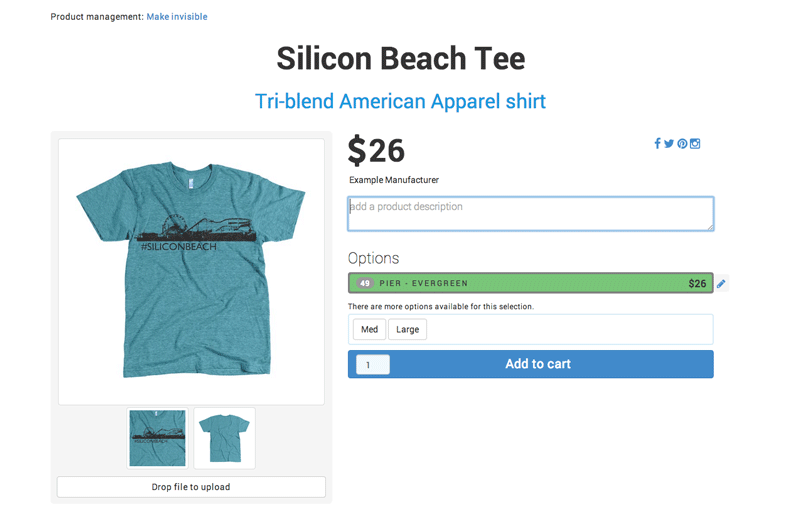 Product management: Make invisible
Silicon Beach Tee
Tri-blend American Apparel shirt
$26
Example Manufacturer
add a product description
#SILICONBEACH
Options
49 PIER - EVERGREEN $26
There are more options available for this selection.
Med Large
1 Add to cart
Drop file to upload